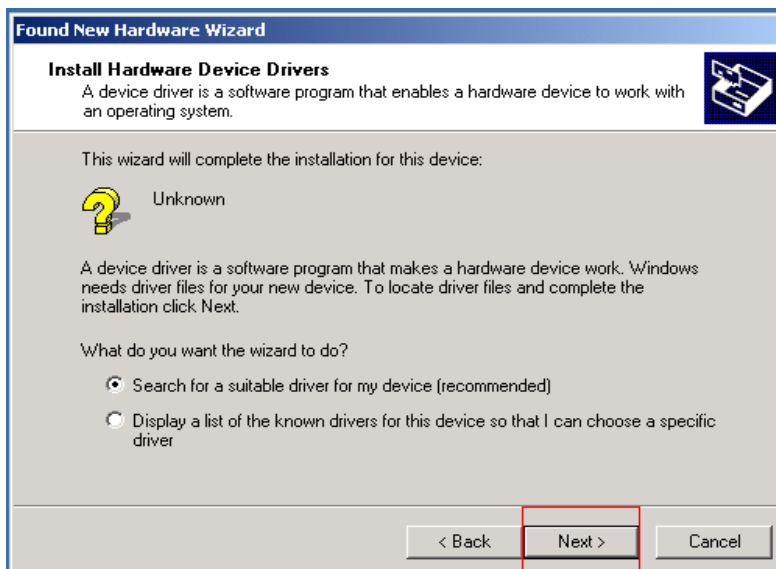 Found New Hardware Wizard
Install Hardware Device Drivers
A device driver is a software program that enables a hardware device to work with
an operating system.
This wizard will complete the installation for this device:
Unknown
A device driver is a software program that makes a hardware device work. Windows
needs driver files for your new device. To locate driver files and complete the
installation click Next.
What do you want the wizard to do?
Search for a suitable driver for my device (recommended)
Display a list of the known drivers for this device so that I can choose a specific
driver
< Back Next > Cancel